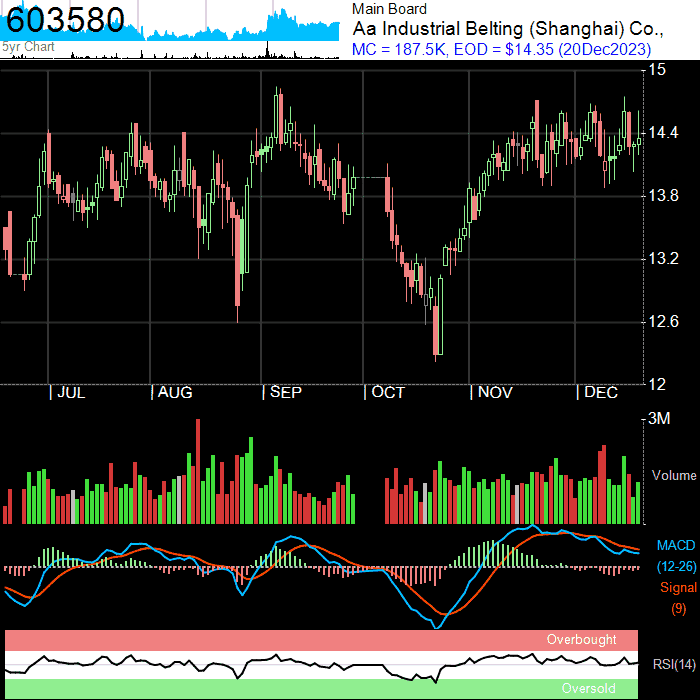 603580
5yr Chart
Main Board
Aa Industrial Belting (Shanghai) Co.,
MC = 187.5K, EOD = $14.35 (20Dec2023)
15
14.4
13.8
13.2
12.6
12
JUL
AUG
SEP
OCT
NOV
DEC
3M
Volume
MACD
(12-26)
Signal
(9)
Overbought
RSI(14)
Oversold